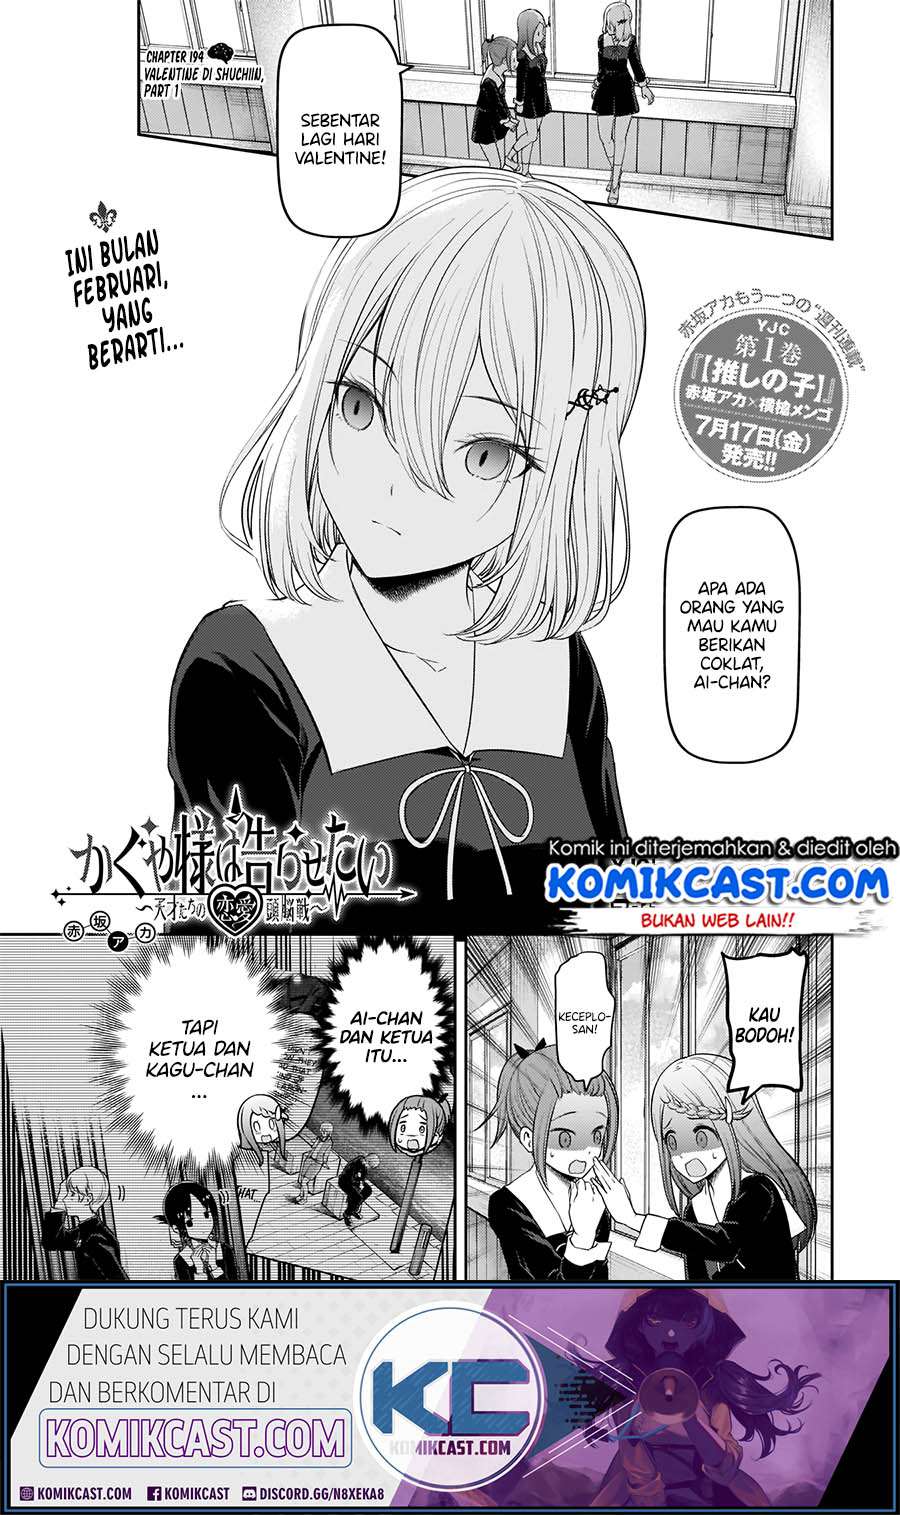 CHAPTER 194
VALENTINE DI SHUCHIIN,
PART 1
SEBENTAR
LAGI HARI
VALENTINE!
INI BULAN
FEBRUARI,
YANG
BERARTI...
赤坂アカもう一つの“週刊連載”
YJC
第1巻
『【推しの子】』
赤坂アカ×横槍メンゴ
7月17日(金)
発売!!
APA ADA
ORANG YANG
MAU KAMU
BERIKAN
COKLAT,
AI-CHAN?
かぐや様は告らせたい
〜天才たちの恋愛頭脳戦〜
赤坂アカ
Komik ini diterjemahkan & diedit oleh
KOMIKCAST.COM
BUKAN WEB LAIN!!
KAU
BODOH!
KECEPLO-
SAN!
AI-CHAN
DAN KETUA
ITU...
TAPI
KETUA DAN
KAGU-CHAN
...
DUKUNG TERUS KAMI
DENGAN SELALU MEMBACA
DAN BERKOMENTAR DI
KOMIKCAST.COM
KC
KOMIKCAST.COM
KOMIKCAST.COM
KOMIKCAST
DISCORD.GG/N8XEKA8